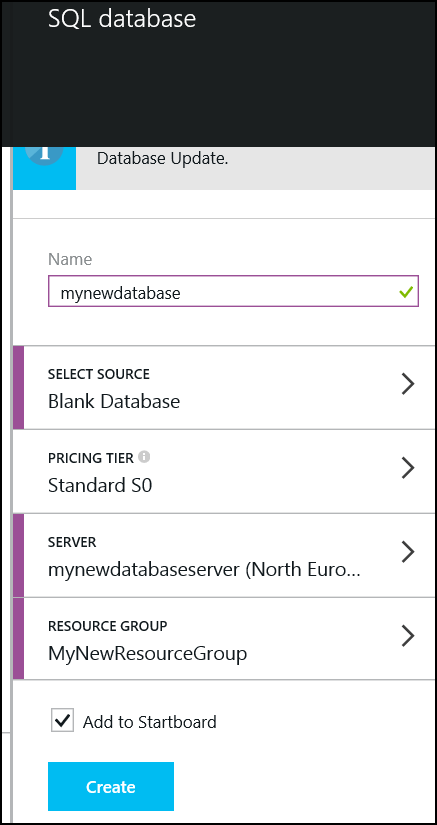 SQL database
Database Update.
Name
mynewdatabase
SELECT SOURCE
Blank Database
PRICING TIER
Standard S0
SERVER
mynewdatabaseserver (North Euro...
RESOURCE GROUP
MyNewResourceGroup
Add to Startboard
Create